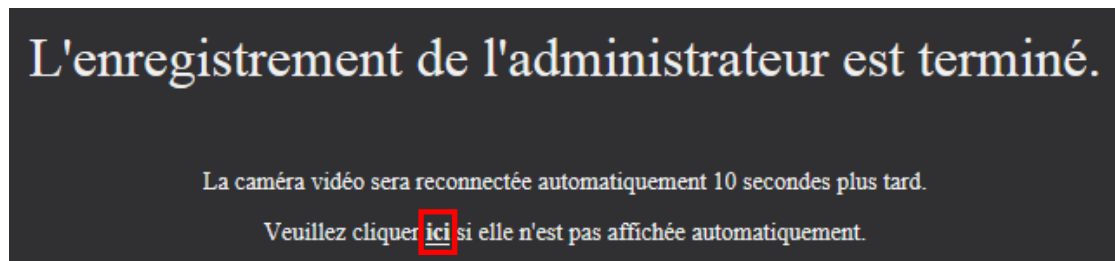 L'enregistrement de l'administrateur est terminé.
La caméra vidéo sera reconnectée automatiquement 10 secondes plus tard.
Veuillez cliquer ici si elle n'est pas affichée automatiquement.